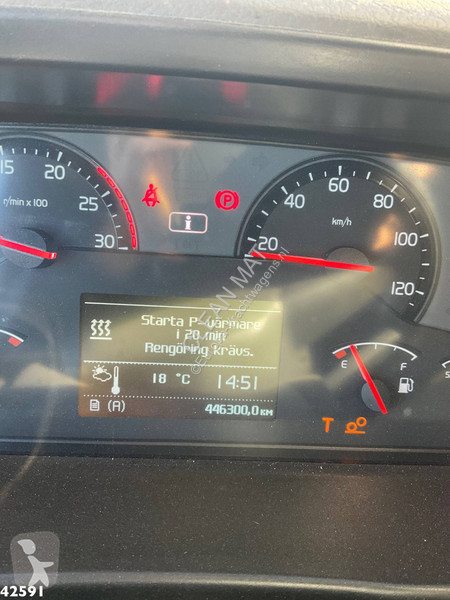 60
40
80
15
20
25
r/min x 100
P
km/h
30
i
20
100
120
Starta P-värmare
i 20 min
Rengöring krävs.
E
F
18 °C
14:51
(A)
446300,0 KM
T
42591